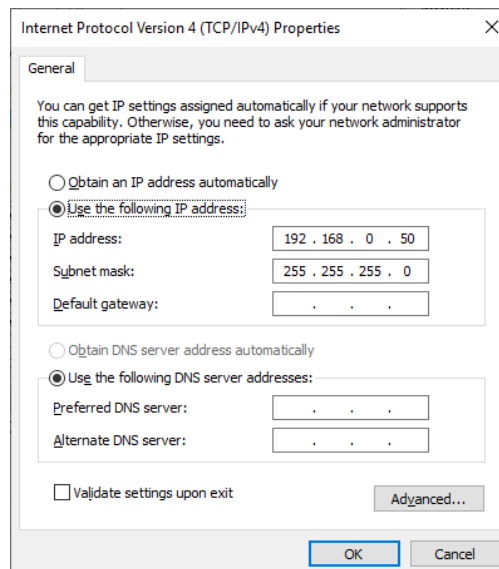 Internet Protocol Version 4 (TCP/IPv4) Properties
General
You can get IP settings assigned automatically if your network supports
this capability. Otherwise, you need to ask your network administrator
for the appropriate IP settings.
Obtain an IP address automatically
Use the following IP address:
IP address: 192 . 168 . 0 . 50
Subnet mask: 255 . 255 . 255 . 0
Default gateway: . . .
Obtain DNS server address automatically
Use the following DNS server addresses:
Preferred DNS server: . . .
Alternate DNS server: . . .
Validate settings upon exit
Advanced...
OK Cancel